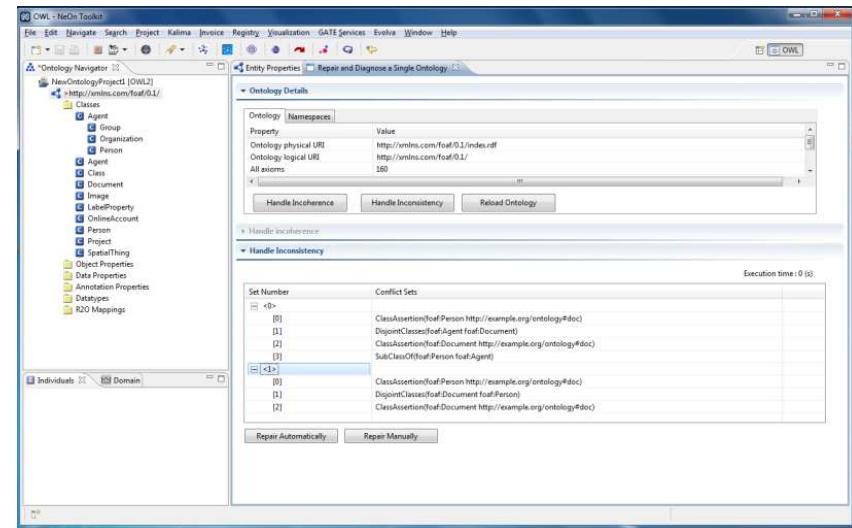 OWL - NeOn Toolkit
File Edit Navigate Search Project Kalima Invoice Registry Visualization GATE Services Evolva Window Help
OWL
*Ontology Navigator
NewOntologyProject1 [OWL2]
>http://xmlns.com/foaf/0.1/
Classes
Agent
Group
Organization
Person
Agent
Class
Document
Image
LabelProperty
OnlineAccount
Person
Project
SpatialThing
Object Properties
Data Properties
Annotation Properties
Datatypes
R2O Mappings
Individuals Domain
Entity Properties Repair and Diagnose a Single Ontology
Ontology Details
Ontology Namespaces
Property Value
Ontology physical URI http://xmlns.com/foaf/0.1/index.rdf
Ontology logical URI http://xmlns.com/foaf/0.1/
All axioms 160
Handle Incoherence Handle Inconsistency Reload Ontology
Handle incoherence
Handle Inconsistency
Execution time : 0 (s)
Set Number Conflict Sets
<0>
[0] ClassAssertion(foaf:Person http://example.org/ontology#doc)
[1] DisjointClasses(foaf:Agent foaf:Document)
[2] ClassAssertion(foaf:Document http://example.org/ontology#doc)
[3] SubClassOf(foaf:Person foaf:Agent)
<1>
[0] ClassAssertion(foaf:Person http://example.org/ontology#doc)
[1] DisjointClasses(foaf:Document foaf:Person)
[2] ClassAssertion(foaf:Document http://example.org/ontology#doc)
Repair Automatically Repair Manually